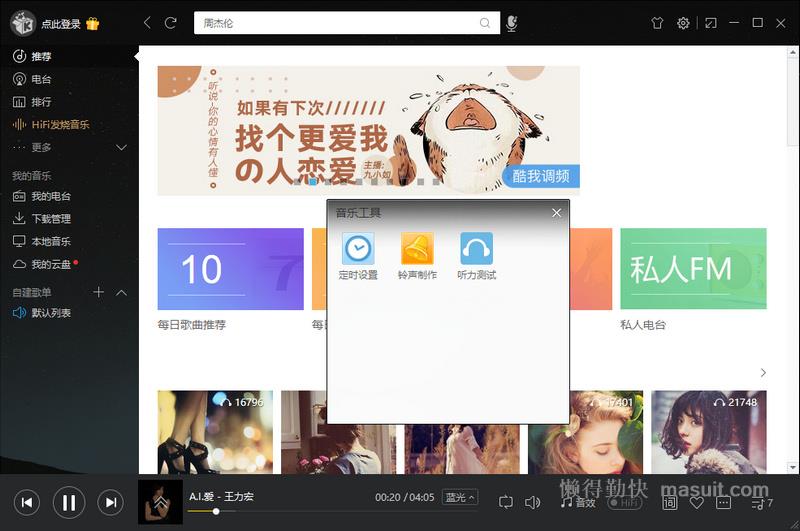 点此登录
周杰伦
推荐
电台
排行
HiFi发烧音乐
更多
我的音乐
我的电台
下载管理
本地音乐
我的云盘
自建歌单
默认列表
听说·你的心情有人懂
如果有下次///////
找个更爱我
の人恋爱
主播:
九小如
酷我调频
音乐工具
定时设置
铃声制作
听力测试
10
7
私人FM
每日歌曲推荐
每日
私人电台
16796
17401
21748
A.I.爱 - 王力宏
00:20 / 04:05
蓝光
音效
HiFi
词
7
懒得勤快 masuit.com